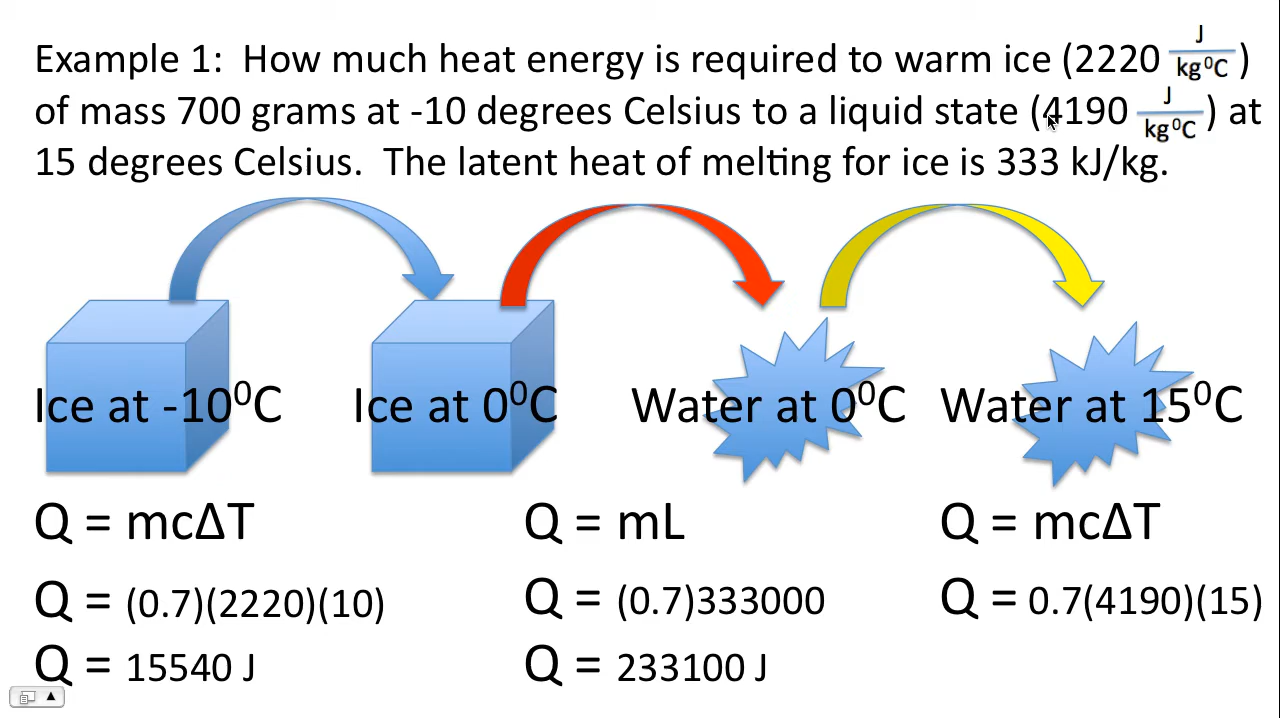 Example 1:  How much heat energy is required to warm ice (2220 J/kg⁰C)
of mass 700 grams at -10 degrees Celsius to a liquid state (4190 J/kg⁰C) at
15 degrees Celsius.  The latent heat of melting for ice is 333 kJ/kg.
Ice at -10⁰C Ice at 0⁰C Water at 0⁰C Water at 15⁰C
Q = mcΔT Q = mL Q = mcΔT
Q = (0.7)(2220)(10) Q = (0.7)333000 Q = 0.7(4190)(15)
Q = 15540 J Q = 233100 J